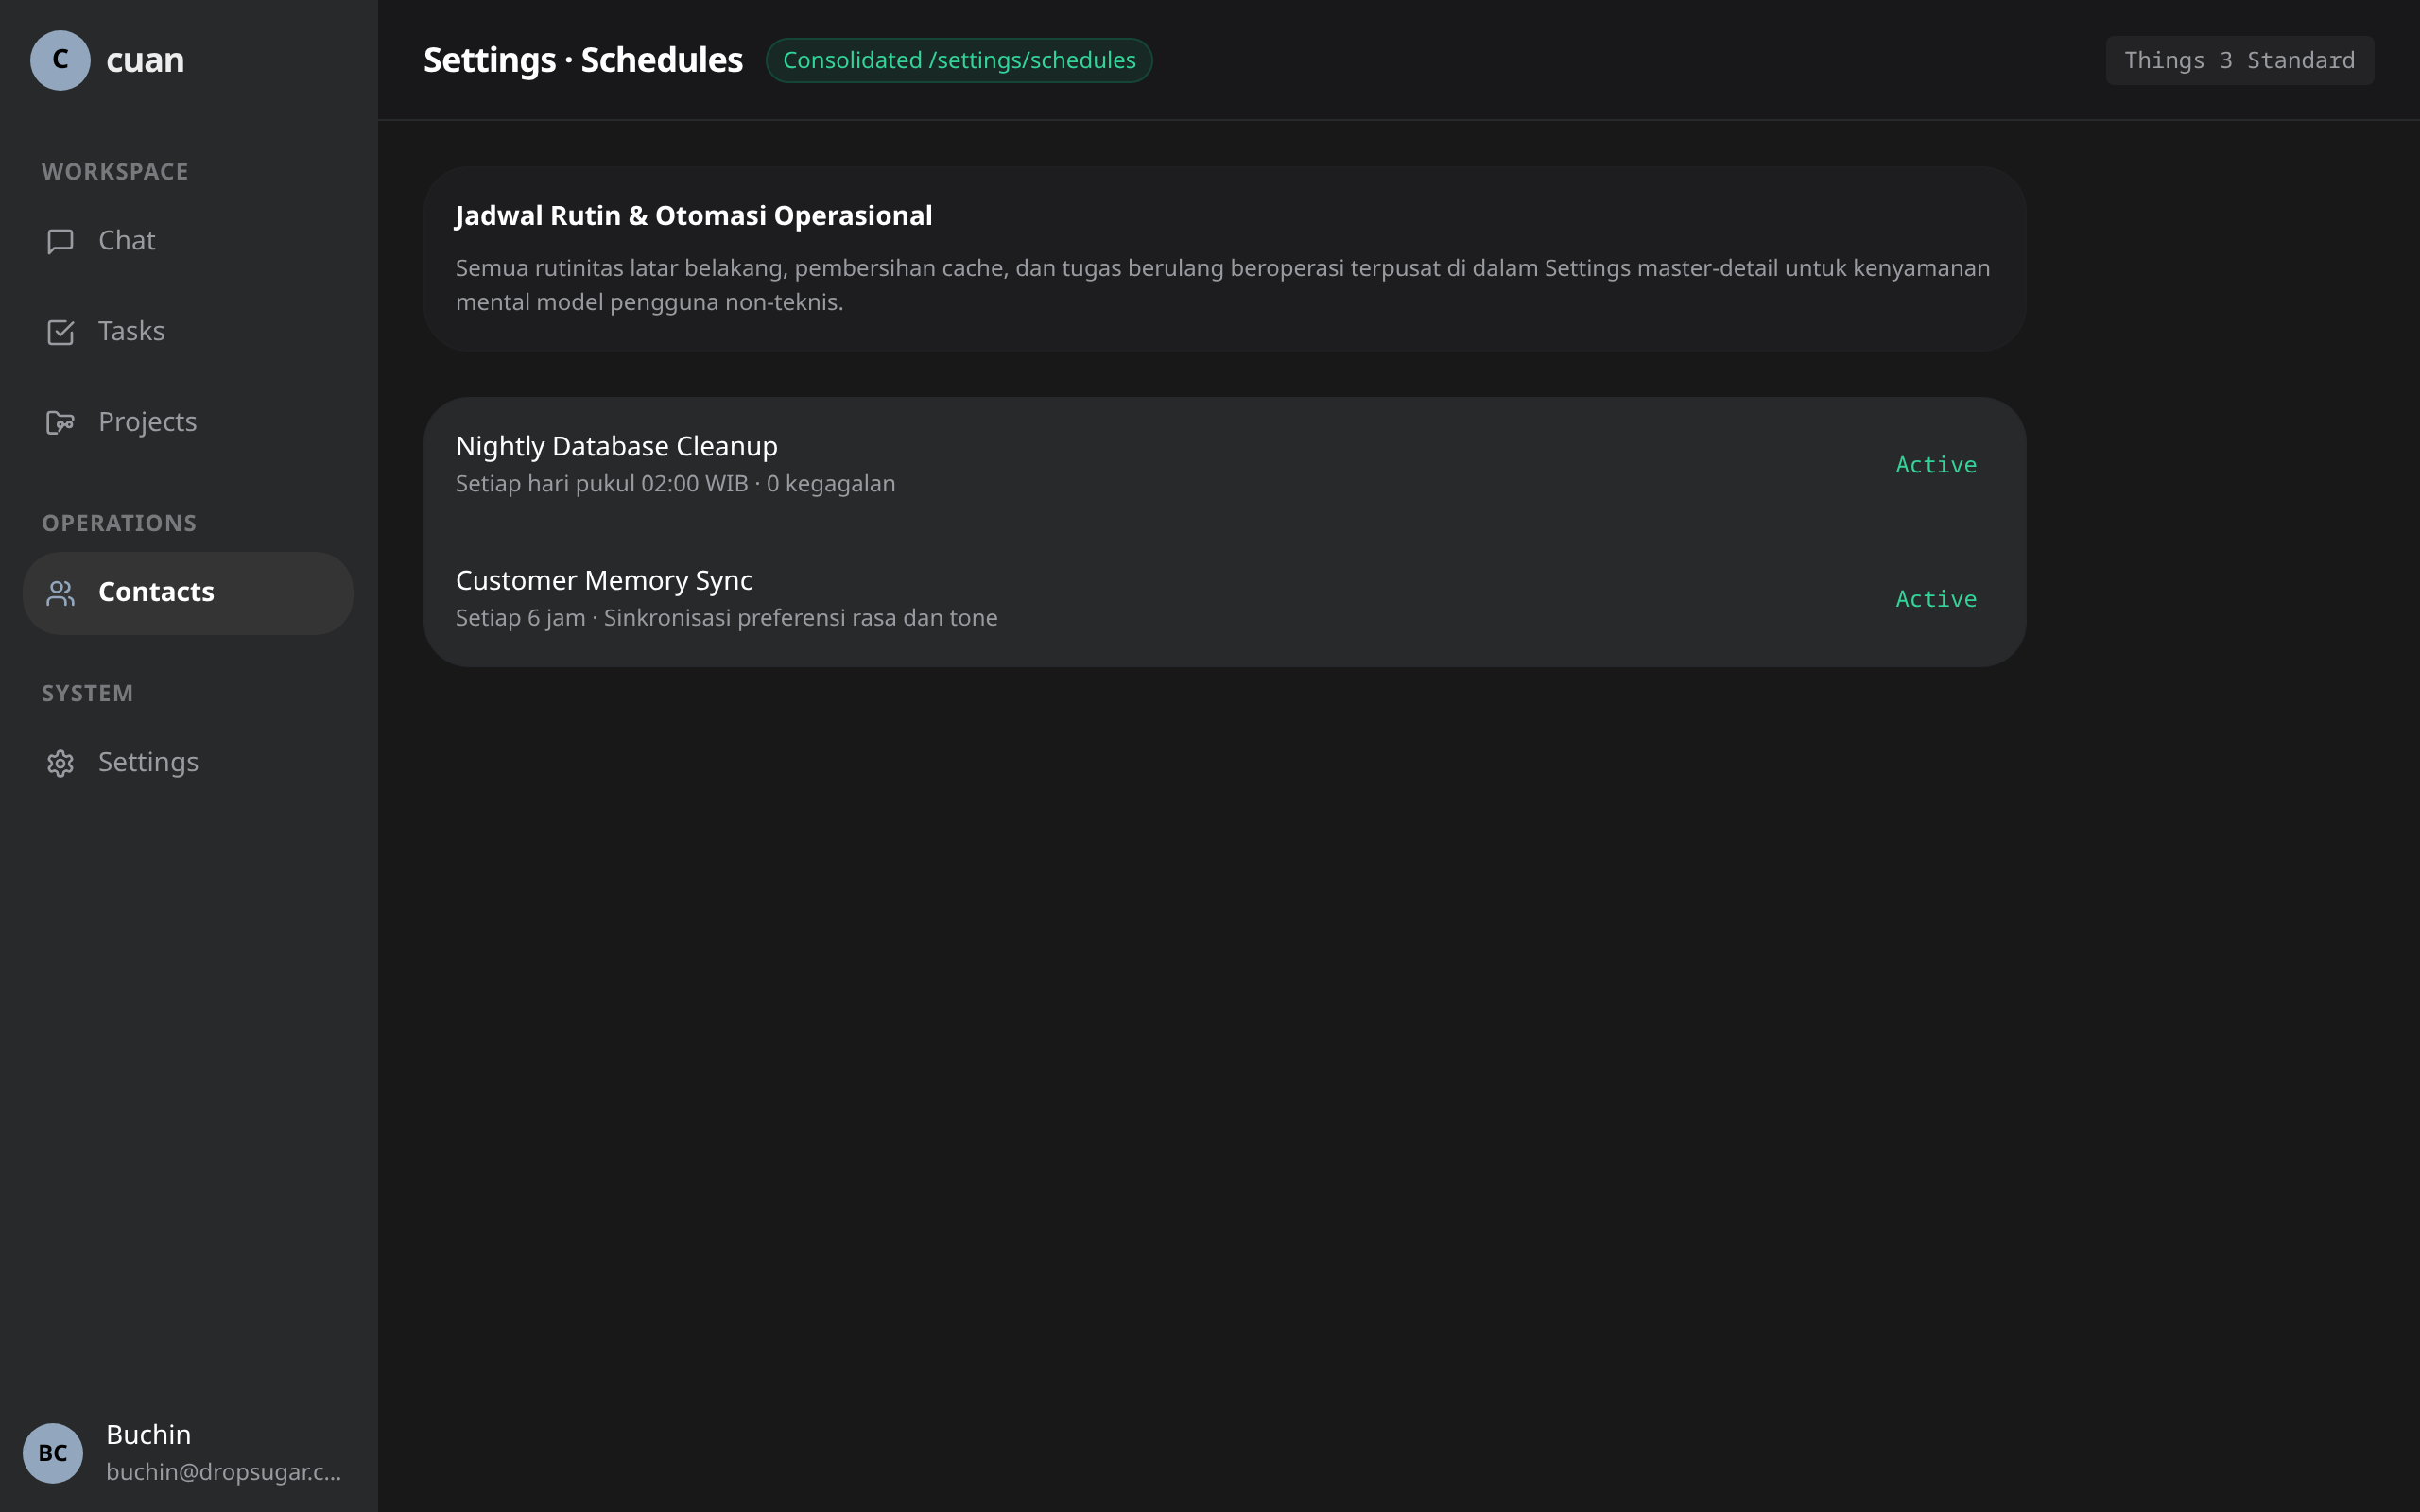 C cuan
WORKSPACE
Chat
Tasks
Projects
OPERATIONS
Contacts
SYSTEM
Settings
BC
Buchin
buchin@dropsugar.c...
Settings · Schedules
Consolidated /settings/schedules
Things 3 Standard
Jadwal Rutin & Otomasi Operasional
Semua rutinitas latar belakang, pembersihan cache, dan tugas berulang beroperasi terpusat di dalam Settings master-detail untuk kenyamanan
mental model pengguna non-teknis.
Nightly Database Cleanup
Setiap hari pukul 02:00 WIB · 0 kegagalan
Active
Customer Memory Sync
Setiap 6 jam · Sinkronisasi preferensi rasa dan tone
Active